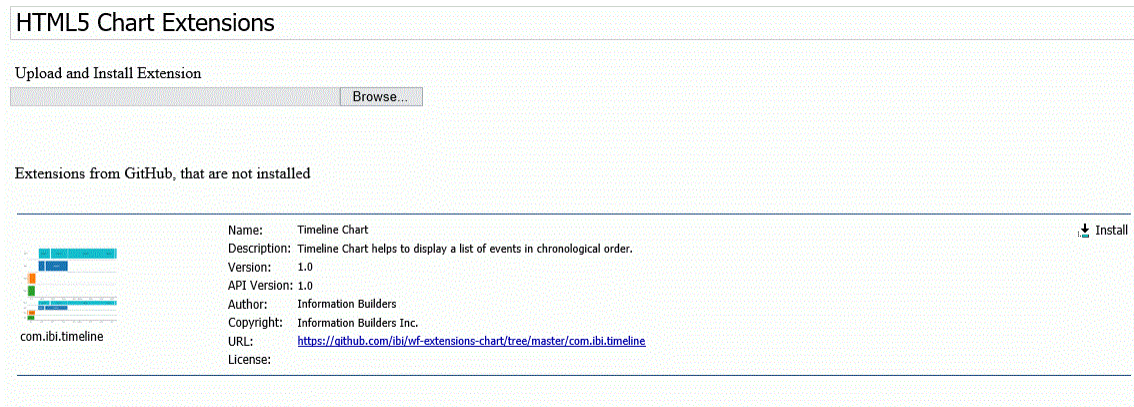 HTML5 Chart Extensions
Upload and Install Extension
Browse...
Extensions from GitHub, that are not installed
Name: Timeline Chart
Install
Description: Timeline Chart helps to display a list of events in chronological order.
Version: 1.0
API Version: 1.0
Author: Information Builders
Copyright: Information Builders Inc.
com.ibi.timeline
URL: https://github.com/ibi/wf-extensions-chart/tree/master/com.ibi.timeline
License: